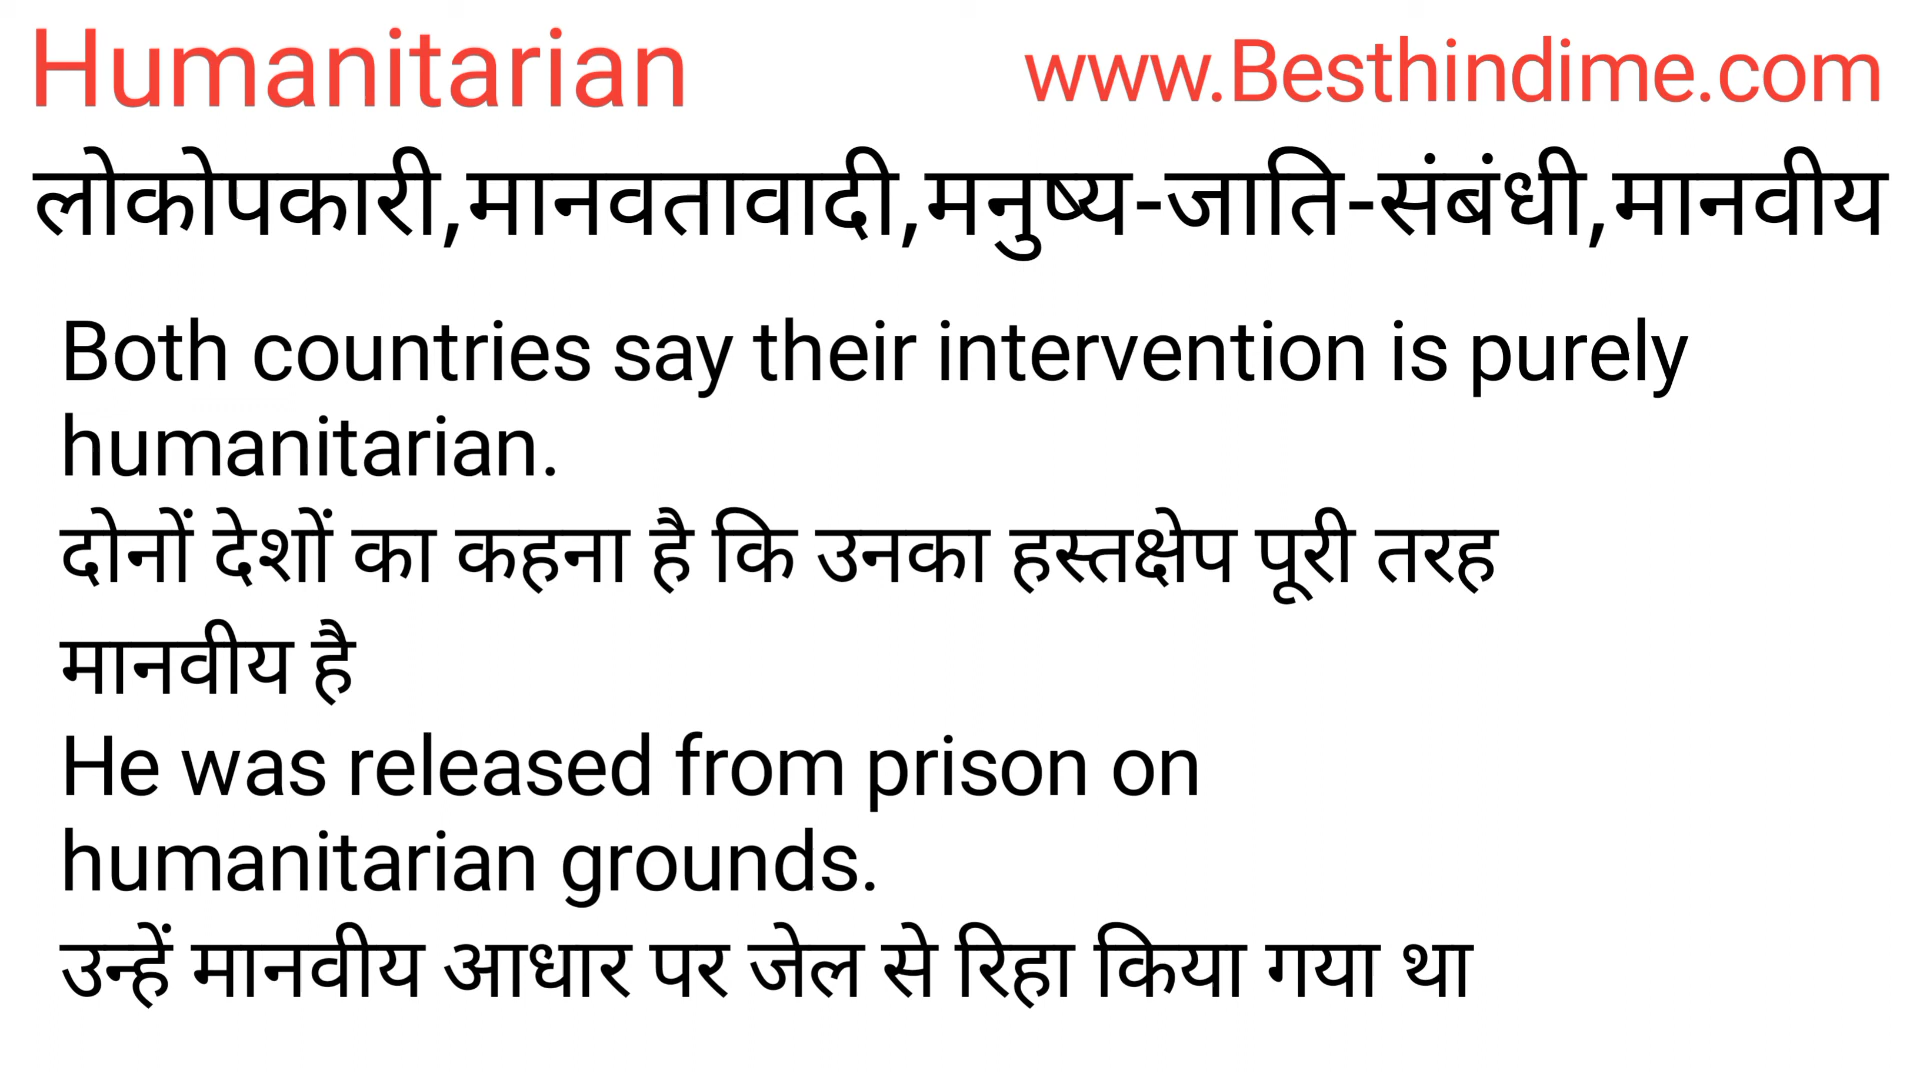 Humanitarian www.Besthindime.com
लोकोपकारी,मानवतावादी,मनुष्य-जाति-संबंधी,मानवीय
Both countries say their intervention is purely
humanitarian.
दोनों देशों का कहना है कि उनका हस्तक्षेप पूरी तरह
मानवीय है
He was released from prison on
humanitarian grounds.
उन्हें मानवीय आधार पर जेल से रिहा किया गया था